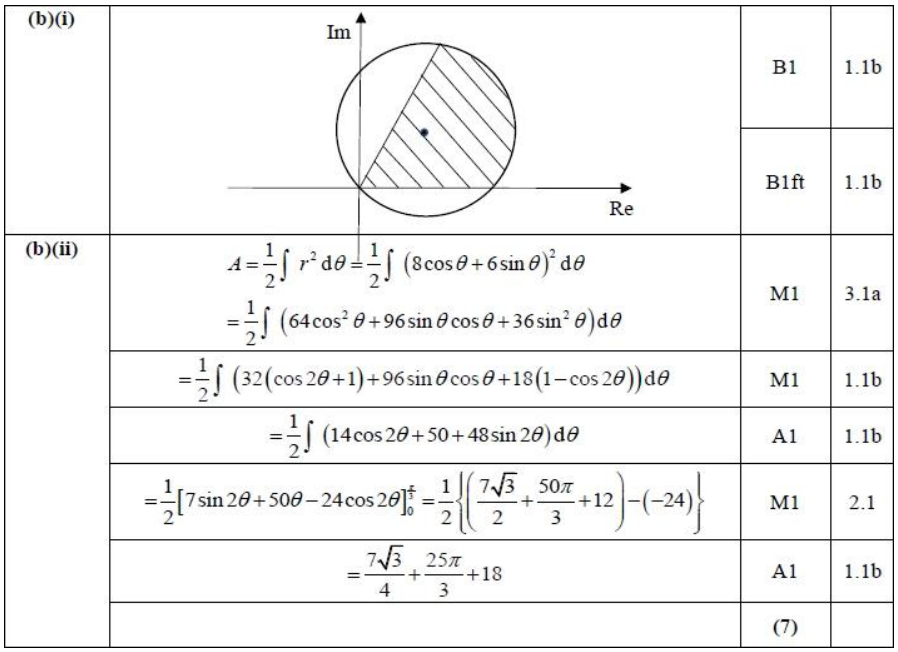 (b)(i)
Im
Re
B1 1.1b
B1ft 1.1b
(b)(ii)
A = 1/2 ∫ r² dθ = 1/2 ∫ (8cosθ + 6sinθ)² dθ
= 1/2 ∫ (64cos²θ + 96sinθcosθ + 36sin²θ)dθ
M1 3.1a
= 1/2 ∫ (32(cos2θ+1) + 96sinθcosθ + 18(1−cos2θ))dθ
M1 1.1b
= 1/2 ∫ (14cos2θ + 50 + 48sin2θ)dθ
A1 1.1b
= 1/2 [7sin2θ + 50θ − 24cos2θ]₀^(π/3) = 1/2 {(7√3/2 + 50π/3 + 12) − (−24)}
M1 2.1
= 7√3/4 + 25π/3 + 18
A1 1.1b
(7)